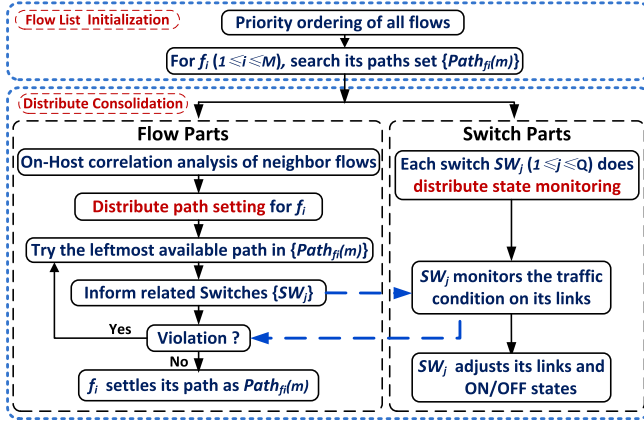 Flow List Initialization
Priority ordering of all flows
For fi (1≤i≤M), search its paths set {Pathfi(m)}
Distribute Consolidation
Flow Parts
On-Host correlation analysis of neighbor flows
Distribute path setting for fi
Try the leftmost available path in {Pathfi(m)}
Inform related Switches {SWj}
Yes
Violation ?
No
fi settles its path as Pathfi(m)
Switch Parts
Each switch SWj (1≤j≤Q) does
distribute state monitoring
SWj monitors the traffic
condition on its links
SWj adjusts its links and
ON/OFF states